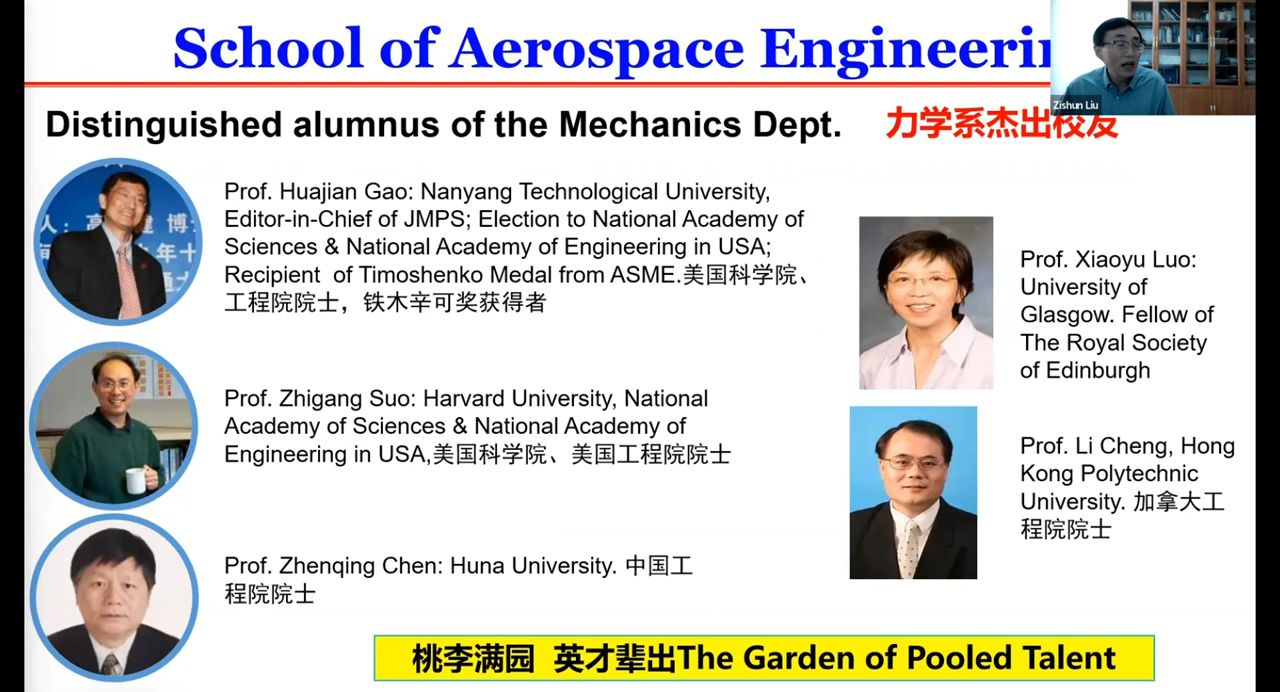 School of Aerospace Engineerin
Zishun Liu
Distinguished alumnus of the Mechanics Dept. 力学系杰出校友
Prof. Huajian Gao: Nanyang Technological University,
Editor-in-Chief of JMPS; Election to National Academy of
Sciences & National Academy of Engineering in USA;
Recipient of Timoshenko Medal from ASME.美国科学院、
工程院院士，铁木辛可奖获得者
Prof. Zhigang Suo: Harvard University, National
Academy of Sciences & National Academy of
Engineering in USA,美国科学院、美国工程院院士
Prof. Zhenqing Chen: Huna University. 中国工
程院院士
Prof. Xiaoyu Luo:
University of
Glasgow. Fellow of
The Royal Society
of Edinburgh
Prof. Li Cheng, Hong
Kong Polytechnic
University. 加拿大工
程院院士
桃李满园 英才辈出The Garden of Pooled Talent